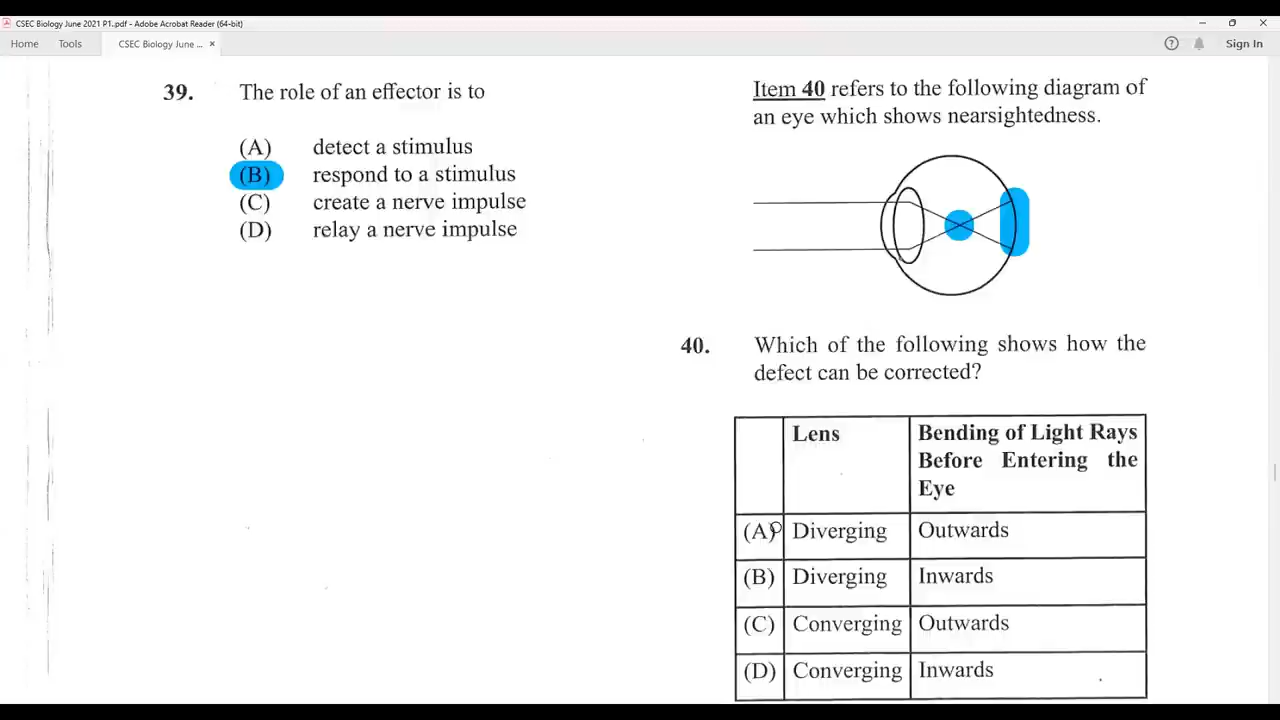 CSEC Biology June 2021 P1..pdf - Adobe Acrobat Reader (64-bit)
Home Tools CSEC Biology June ... × Sign In
39. The role of an effector is to
(A) detect a stimulus
(B) respond to a stimulus
(C) create a nerve impulse
(D) relay a nerve impulse
Item 40 refers to the following diagram of
an eye which shows nearsightedness.
40. Which of the following shows how the
defect can be corrected?
Lens Bending of Light Rays
Before Entering the
Eye
(A) Diverging Outwards
(B) Diverging Inwards
(C) Converging Outwards
(D) Converging Inwards